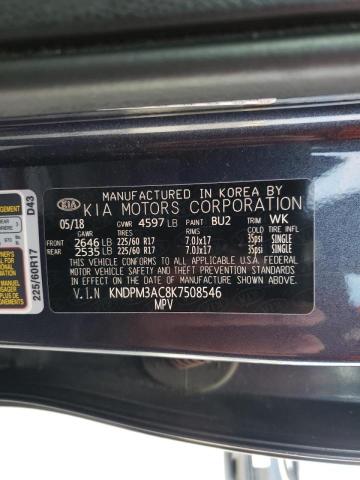 MANUFACTURED IN KOREA BY
KIA KIA MOTORS CORPORATION
05/18 GVWR 4597 LB PAINT BU2 TRIM WK
GAWR TIRES RIMS COLD TIRE
FRONT 2646 LB 225/60 R17 7.0Jx17 35psi SINGLE
REAR 2535 LB 225/60 R17 7.0Jx17 35psi SINGLE
THIS VEHICLE CONFORMS TO ALL APPLICABLE U.S.A. FEDERAL
MOTOR VEHICLE SAFETY, BUMPER, AND THEFT PREVENTION STANDARDS
IN EFFECT ON THE DATE OF MANUFACTURE SHOWN ABOVE.
V.I.N KNDPM3AC8K7508546
MPV
D43
225/60R17